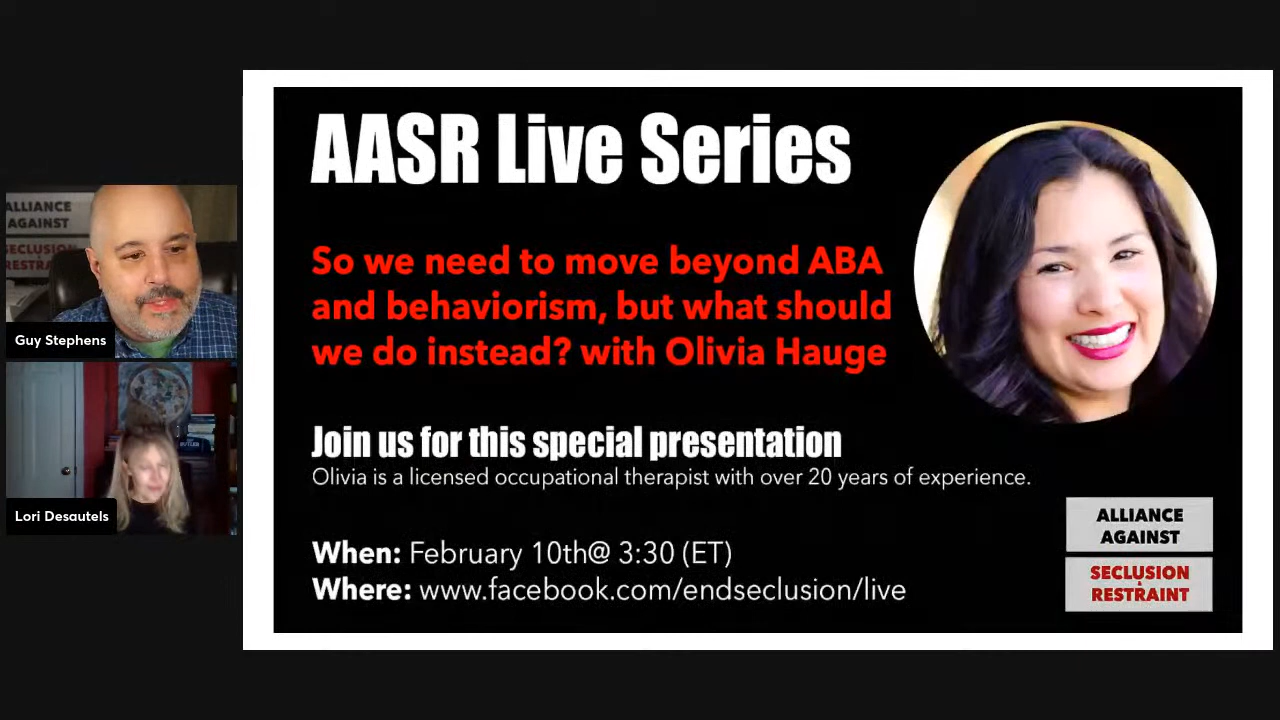 AASR Live Series
So we need to move beyond ABA
and behaviorism, but what should
we do instead? with Olivia Hauge
Join us for this special presentation
Olivia is a licensed occupational therapist with over 20 years of experience.
When: February 10th@ 3:30 (ET)
Where: www.facebook.com/endseclusion/live
ALLIANCE
AGAINST
SECLUSION
RESTRAINT
ALLIANCE
AGAINST
Guy Stephens
Lori Desautels